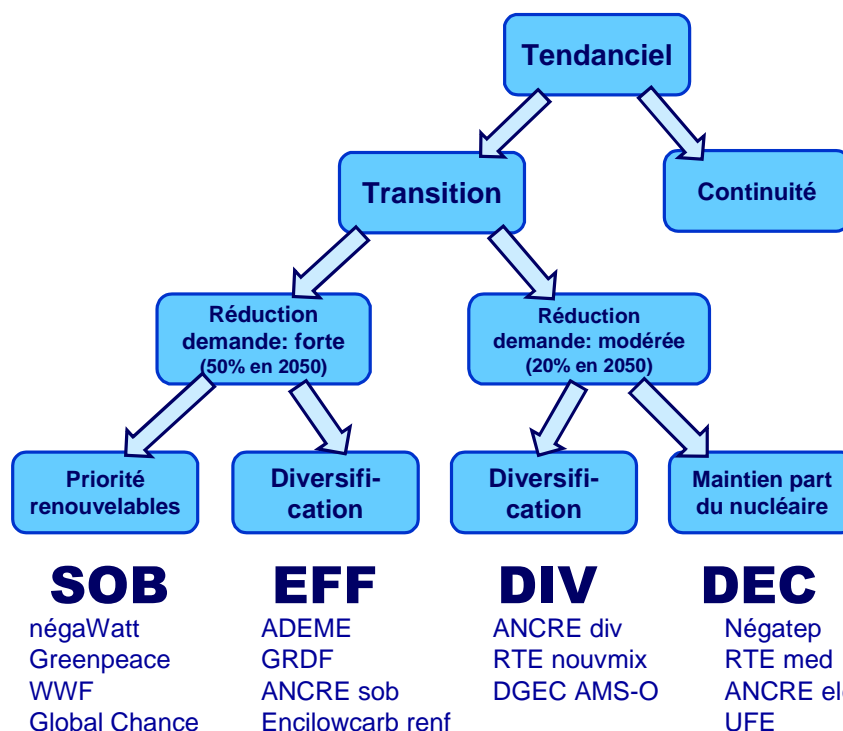 Tendanciel
Transition
Continuité
Réduction
demande: forte
(50% en 2050)
Réduction
demande: modérée
(20% en 2050)
Priorité
renouvelables
Diversifi-
cation
Diversifi-
cation
Maintien part
du nucléaire
SOB
négaWatt
Greenpeace
WWF
Global Chance
EFF
ADEME
GRDF
ANCRE sob
Encilowcarb renf
DIV
ANCRE div
RTE nouvmix
DGEC AMS-O
DEC
Négatep
RTE med
ANCRE
UFE